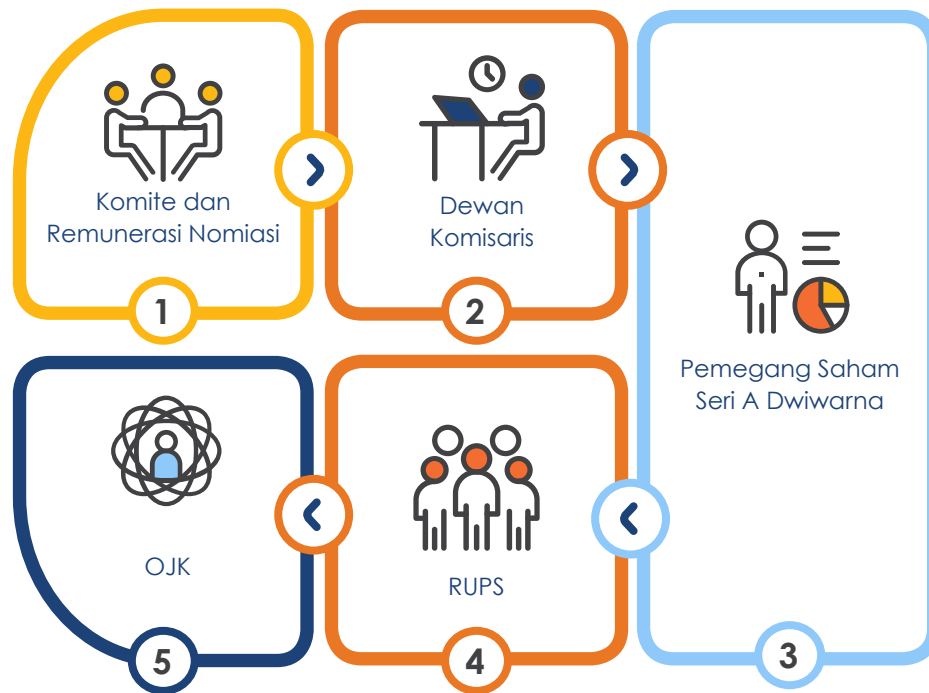 Komite dan
Remunerasi Nomiasi
1
Dewan
Komisaris
2
Pemegang Saham
Seri A Dwiwarna
3
RUPS
4
OJK
5